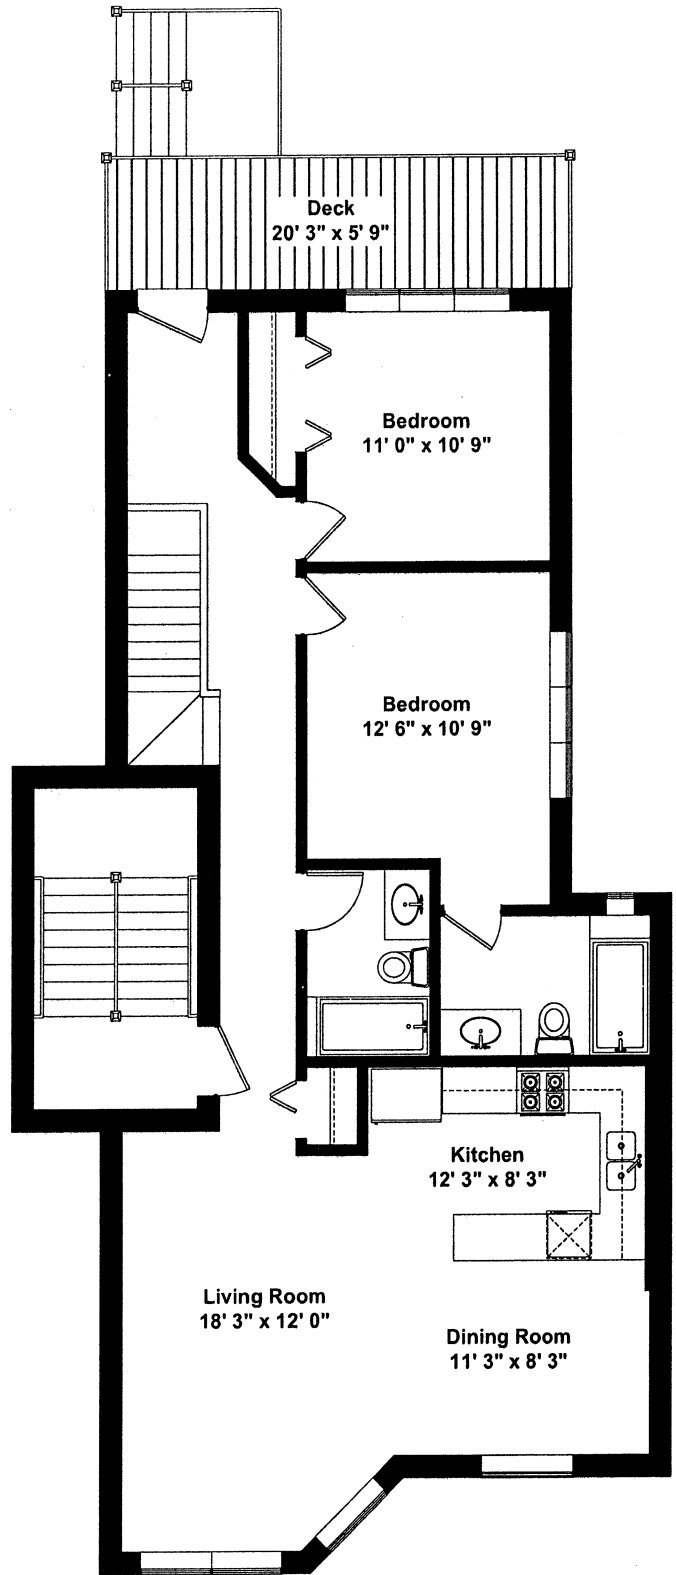 Deck
20' 3" x 5' 9"
Bedroom
11' 0" x 10' 9"
Bedroom
12' 6" x 10' 9"
Kitchen
12' 3" x 8' 3"
Living Room
18' 3" x 12' 0"
Dining Room
11' 3" x 8' 3"